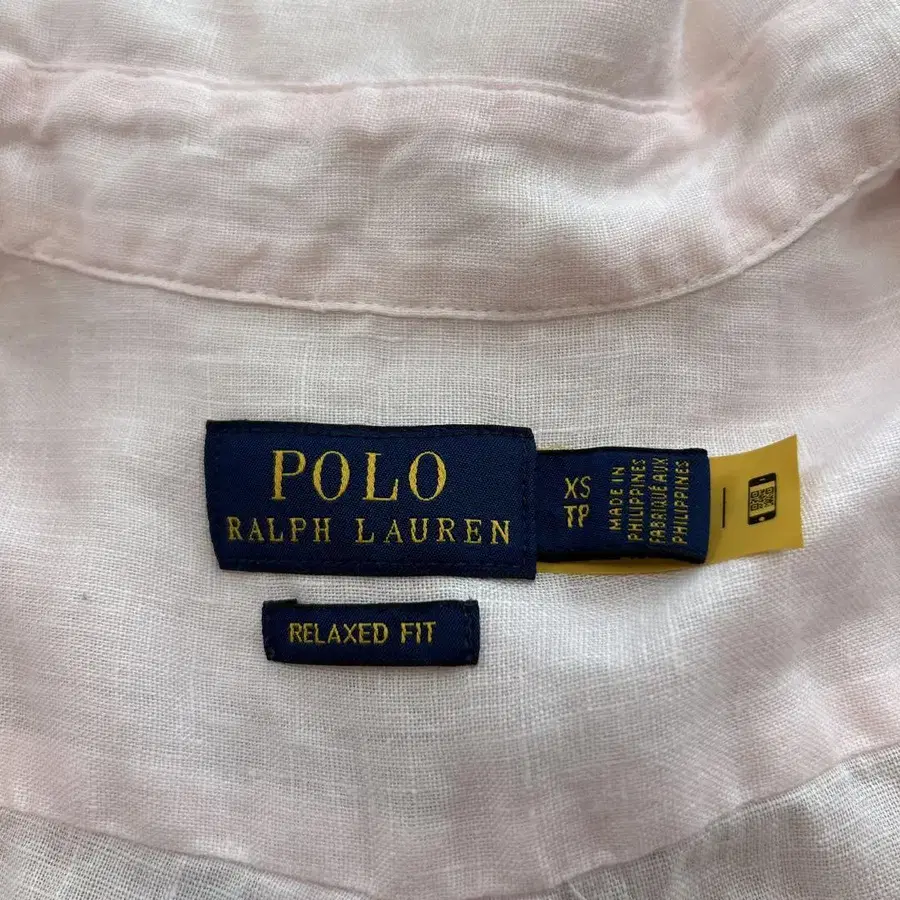 POLO
RALPH LAUREN
XS
TP
MADE IN
PHILIPPINES
FABRIQUÉ AUX
PHILIPPINES
RELAXED FIT